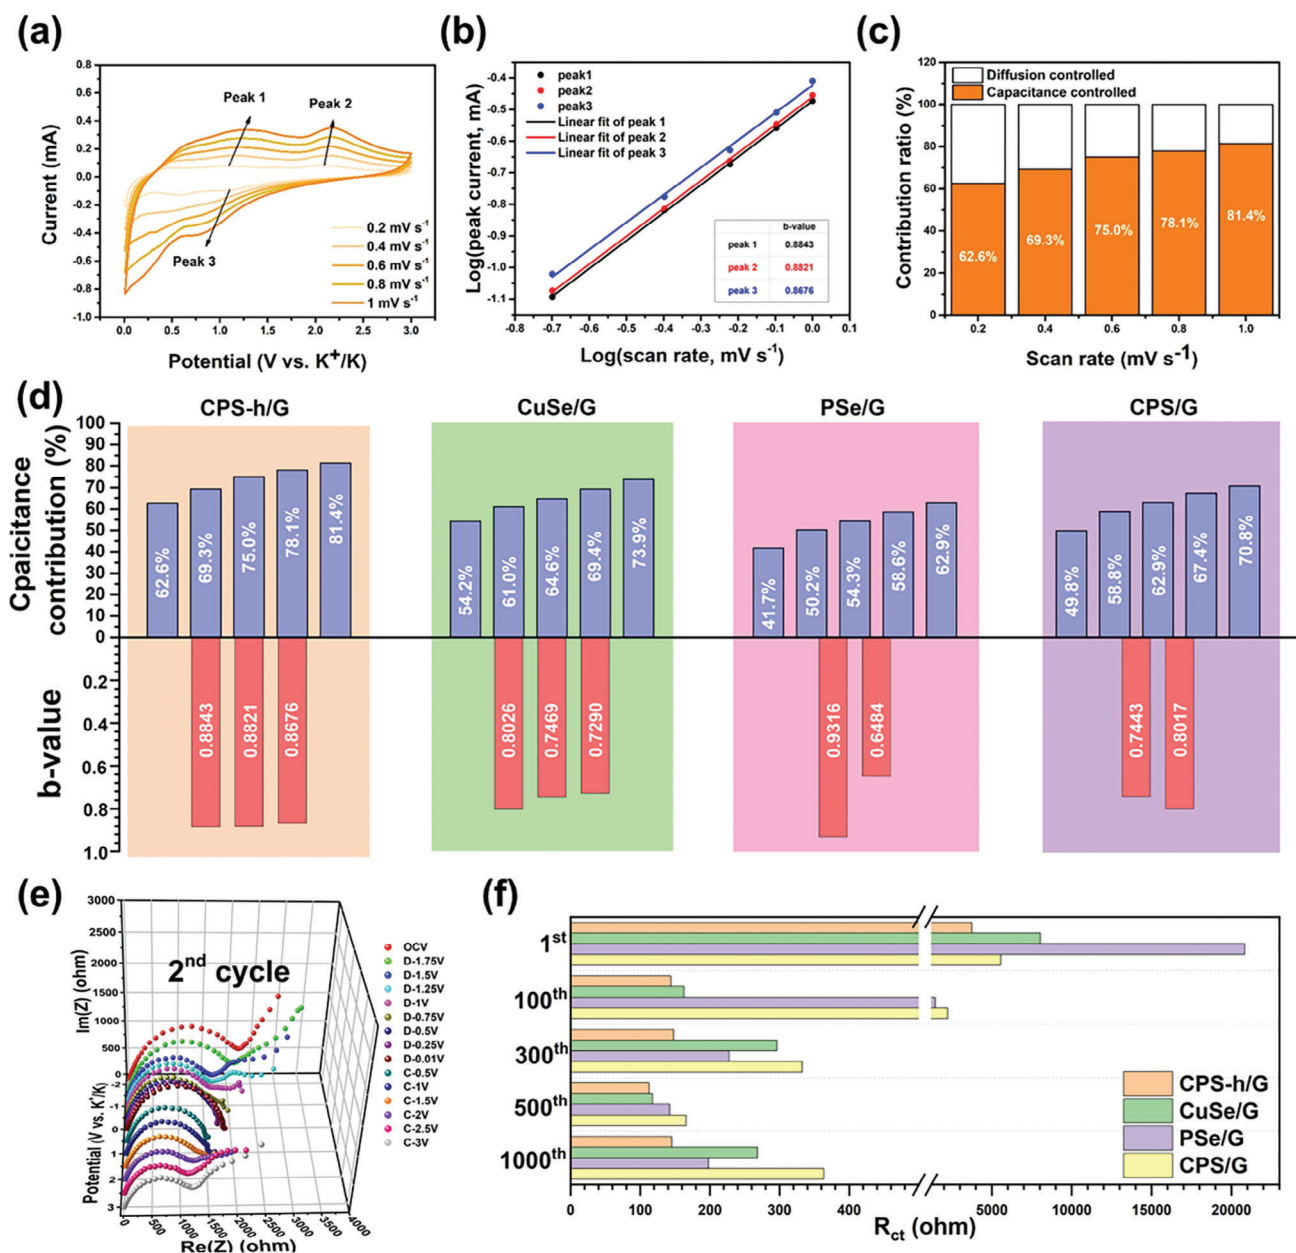 (a)
0.8
0.6
0.4
0.2
0.0
-0.2
-0.4
-0.6
-0.8
-1.0
Current (mA)
Peak 1
Peak 2
Peak 3
0.2 mV s⁻¹
0.4 mV s⁻¹
0.6 mV s⁻¹
0.8 mV s⁻¹
1 mV s⁻¹
0.0 0.5 1.0 1.5 2.0 2.5 3.0
Potential (V vs. K⁺/K)
(b)
-0.4
-0.5
-0.6
-0.7
-0.8
-0.9
-1.0
-1.1
Log(peak current, mA)
peak1
peak2
peak3
Linear fit of peak 1
Linear fit of peak 2
Linear fit of peak 3
b-value
peak 1 0.8843
peak 2 0.8821
peak 3 0.8676
-0.8 -0.7 -0.6 -0.5 -0.4 -0.3 -0.2 -0.1 0.0 0.1
Log(scan rate, mV s⁻¹)
(c)
120
100
80
60
40
20
0
Contribution ratio (%)
Diffusion controlled
Capacitance controlled
62.6%
69.3%
75.0%
78.1%
81.4%
0.2 0.4 0.6 0.8 1.0
Scan rate (mV s⁻¹)
(d)
CPS-h/G
CuSe/G
PSe/G
CPS/G
100
90
80
70
60
50
40
30
20
10
0
Cpaicitance
contribution (%)
62.6%
69.3%
75.0%
78.1%
81.4%
54.2%
61.0%
64.6%
69.4%
73.9%
41.7%
50.2%
54.3%
58.6%
62.9%
49.8%
58.8%
62.9%
67.4%
70.8%
0.2
0.4
0.6
0.8
1.0
b-value
0.8843
0.8821
0.8676
0.8026
0.7469
0.7290
0.9316
0.6484
0.7443
0.8017
(e)
3000
2500
2000
1500
1000
500
0
Im(Z) (ohm)
2nd cycle
-2
-1
0
1
2
3
Potential (V vs. K⁺/K)
0 500 1000 1500 2000 2500 3000 3500 4000
Re(Z) (ohm)
OCV
D-1.75V
D-1.5V
D-1.25V
D-1V
D-0.75V
D-0.5V
D-0.25V
D-0.01V
C-0.5V
C-1V
C-1.5V
C-2V
C-2.5V
C-3V
(f)
1st
100th
300th
500th
1000th
CPS-h/G
CuSe/G
PSe/G
CPS/G
0 100 200 300 400 5000 10000 15000 20000
Rct (ohm)